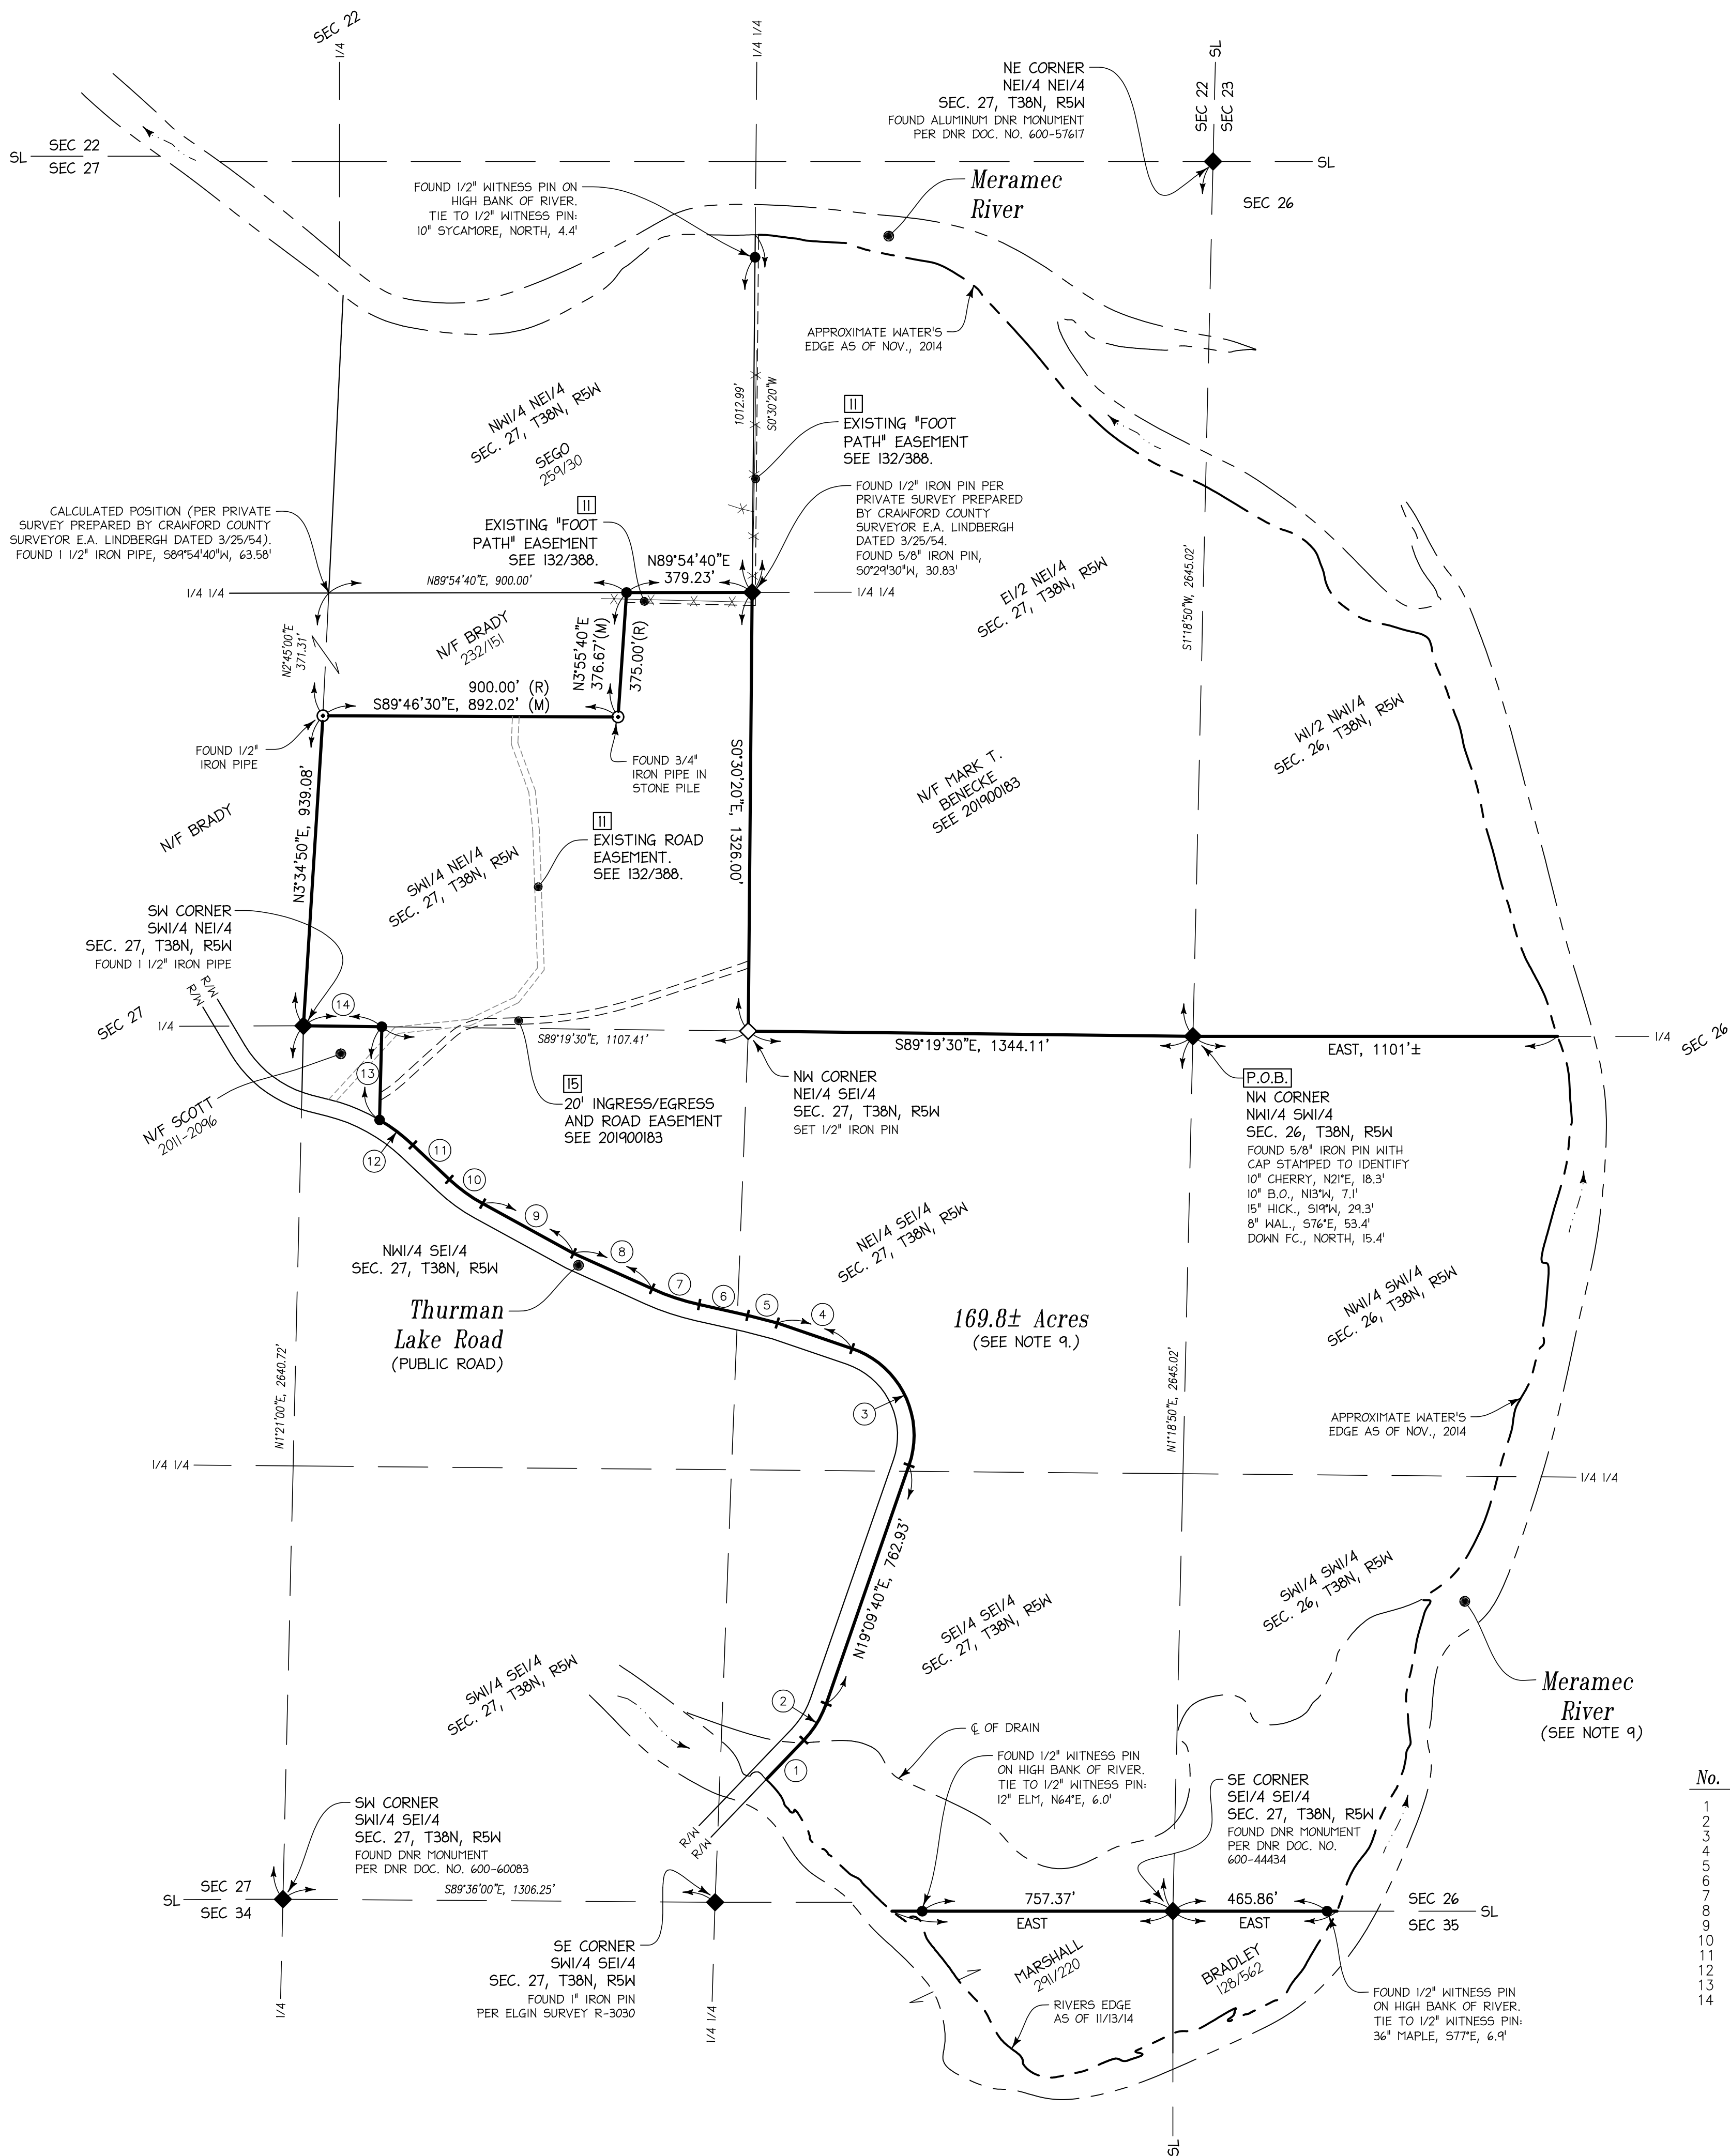 SEC 22
1/4
1/4 1/4
SL
SEC 22
SEC 23
NE CORNER
NE1/4 NE1/4
SEC. 27, T38N, R5W
FOUND ALUMINUM DNR MONUMENT
PER DNR DOC. NO. 600-57617
SL
SEC 22
SEC 27
SL
SEC 26
FOUND 1/2" WITNESS PIN ON
HIGH BANK OF RIVER.
TIE TO 1/2" WITNESS PIN:
10" SYCAMORE, NORTH, 4.4'
Meramec
River
APPROXIMATE WATER'S
EDGE AS OF NOV., 2014
1012.99'
S0°30'20"W
NW1/4 NE1/4
SEC. 27, T38N, R5W
SEGO
259/30
11
EXISTING "FOOT
PATH" EASEMENT
SEE 132/388.
CALCULATED POSITION (PER PRIVATE
SURVEY PREPARED BY CRAWFORD COUNTY
SURVEYOR E.A. LINDBERGH DATED 3/25/54).
FOUND 1 1/2" IRON PIPE, S89°54'40"W, 63.58'
11
EXISTING "FOOT
PATH" EASEMENT
SEE 132/388.
FOUND 1/2" IRON PIN PER
PRIVATE SURVEY PREPARED
BY CRAWFORD COUNTY
SURVEYOR E.A. LINDBERGH
DATED 3/25/54.
FOUND 5/8" IRON PIN,
S0°29'30"W, 30.83'
N89°54'40"E
379.23'
N89°54'40"E, 900.00'
1/4 1/4
1/4 1/4
E1/2 NE1/4
SEC. 27, T38N, R5W
S1°18'50"W, 2645.02'
N2°45'00"E
371.31'
N/F BRADY
232/151
N3°55'40"E
376.67'(M)
375.00'(R)
900.00' (R)
S89°46'30"E, 892.02' (M)
W1/2 NW1/4
SEC. 26, T38N, R5W
FOUND 1/2"
IRON PIPE
FOUND 3/4"
IRON PIPE IN
STONE PILE
N/F MARK T.
BENECKE
SEE 201900183
N/F BRADY
N3°34'50"E, 939.08'
S0°30'20"E, 1326.00'
11
EXISTING ROAD
EASEMENT.
SEE 132/388.
SW1/4 NE1/4
SEC. 27, T38N, R5W
SW CORNER
SW1/4 NE1/4
SEC. 27, T38N, R5W
FOUND 1 1/2" IRON PIPE
R/W
R/W
SEC 27
1/4
14
S89°19'30"E, 1107.41'
S89°19'30"E, 1344.11'
EAST, 1101'±
1/4
SEC 26
13
N/F SCOTT
2011-2096
15
20' INGRESS/EGRESS
AND ROAD EASEMENT
SEE 201900183
NW CORNER
NE1/4 SE1/4
SEC. 27, T38N, R5W
SET 1/2" IRON PIN
P.O.B.
NW CORNER
NW1/4 SW1/4
SEC. 26, T38N, R5W
FOUND 5/8" IRON PIN WITH
CAP STAMPED TO IDENTIFY
10" CHERRY, N21°E, 18.3'
10" B.O., N13°W, 7.1'
15" HICK., S19°W, 29.3'
8" WAL., S76°E, 53.4'
DOWN FC., NORTH, 15.4'
12
11
10
9
8
7
6
5
4
3
NW1/4 SE1/4
SEC. 27, T38N, R5W
NE1/4 SE1/4
SEC. 27, T38N, R5W
NW1/4 SW1/4
SEC. 26, T38N, R5W
Thurman
Lake Road
(PUBLIC ROAD)
169.8± Acres
(SEE NOTE 9.)
N1°21'00"E, 2640.72'
N1°18'50"E, 2645.02'
APPROXIMATE WATER'S
EDGE AS OF NOV., 2014
1/4 1/4
1/4 1/4
N19°09'40"E, 762.93'
SW1/4 SW1/4
SEC. 26, T38N, R5W
SE1/4 SE1/4
SEC. 27, T38N, R5W
SW1/4 SE1/4
SEC. 27, T38N, R5W
2
1
Meramec
River
(SEE NOTE 9.)
℄ OF DRAIN
FOUND 1/2" WITNESS PIN
ON HIGH BANK OF RIVER.
TIE TO 1/2" WITNESS PIN:
12" ELM, N64°E, 6.0'
SE CORNER
SE1/4 SE1/4
SEC. 27, T38N, R5W
FOUND DNR MONUMENT
PER DNR DOC. NO.
600-44434
SW CORNER
SW1/4 SE1/4
SEC. 27, T38N, R5W
FOUND DNR MONUMENT
PER DNR DOC. NO. 600-60083
R/W
R/W
SL
SEC 27
SEC 34
S89°36'00"E, 1306.25'
757.37'
EAST
465.86'
EAST
SEC 26
SEC 35
SL
SE CORNER
SW1/4 SE1/4
SEC. 27, T38N, R5W
FOUND 1" IRON PIN
PER ELGIN SURVEY R-3030
MARSHALL
291/220
BRADLEY
128/562
RIVERS EDGE
AS OF 11/13/14
FOUND 1/2" WITNESS PIN
ON HIGH BANK OF RIVER.
TIE TO 1/2" WITNESS PIN:
36" MAPLE, S77°E, 6.9'
1/4
1/4 1/4
SL
No.
1
2
3
4
5
6
7
8
9
10
11
12
13
14